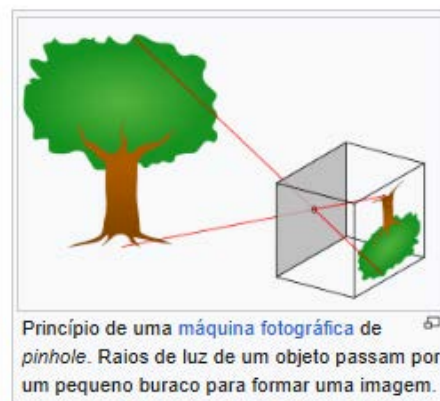 Princípio de uma máquina fotográfica de
pinhole. Raios de luz de um objeto passam por
um pequeno buraco para formar uma imagem.